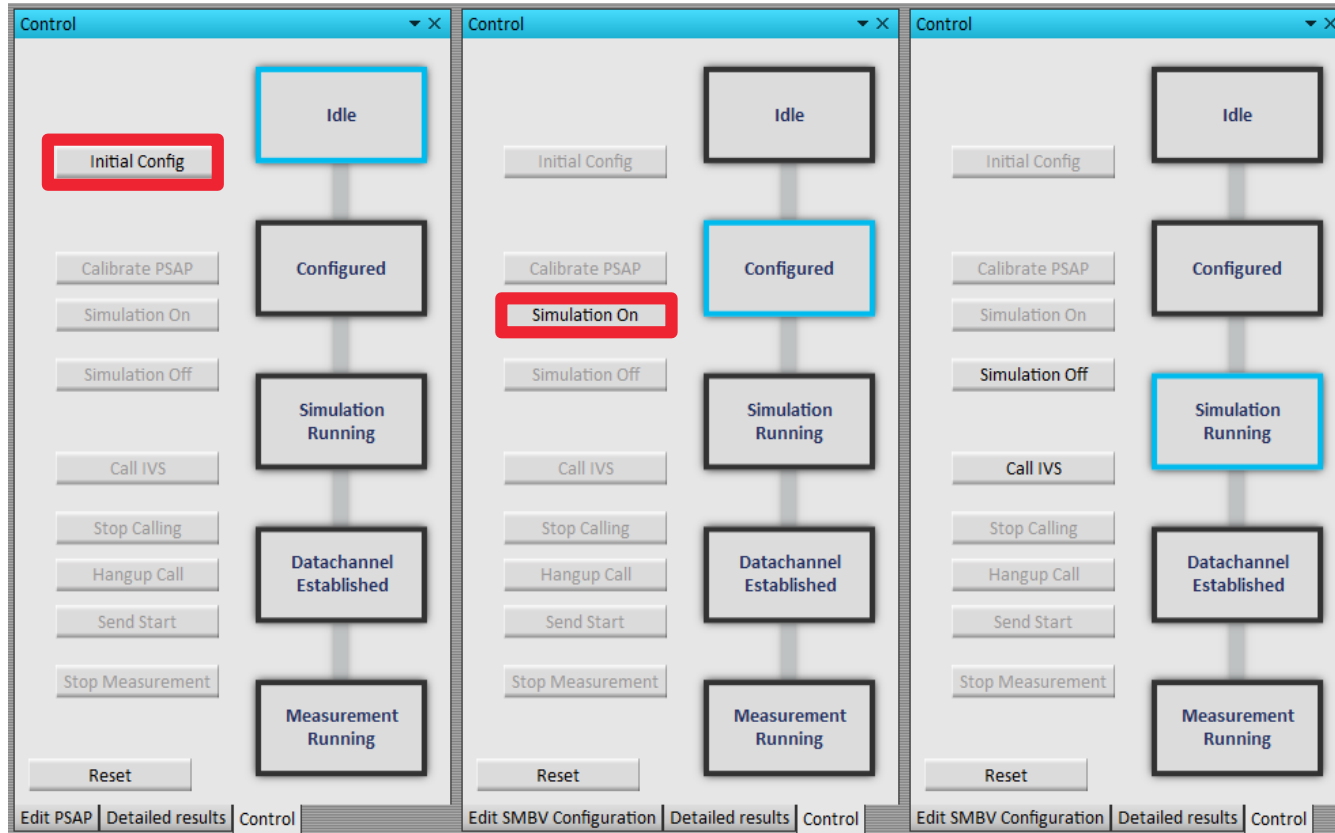 Control
Idle
Initial Config
Calibrate PSAP
Configured
Simulation On
Simulation Off
Simulation
Running
Call IVS
Stop Calling
Datachannel
Established
Hangup Call
Send Start
Stop Measurement
Measurement
Running
Reset
Edit PSAP Detailed results Control
Control
Idle
Initial Config
Calibrate PSAP
Configured
Simulation On
Simulation Off
Simulation
Running
Call IVS
Stop Calling
Datachannel
Established
Hangup Call
Send Start
Stop Measurement
Measurement
Running
Reset
Edit SMBV Configuration Detailed results Control
Control
Idle
Initial Config
Calibrate PSAP
Configured
Simulation On
Simulation Off
Simulation
Running
Call IVS
Stop Calling
Datachannel
Established
Hangup Call
Send Start
Stop Measurement
Measurement
Running
Reset
Edit SMBV Configuration Detailed results Control